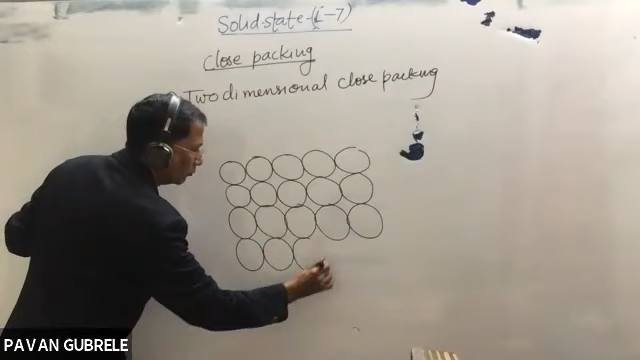 Solid state-(L-7)
Close packing
Two dimensional close packing
PAVAN GUBRELE